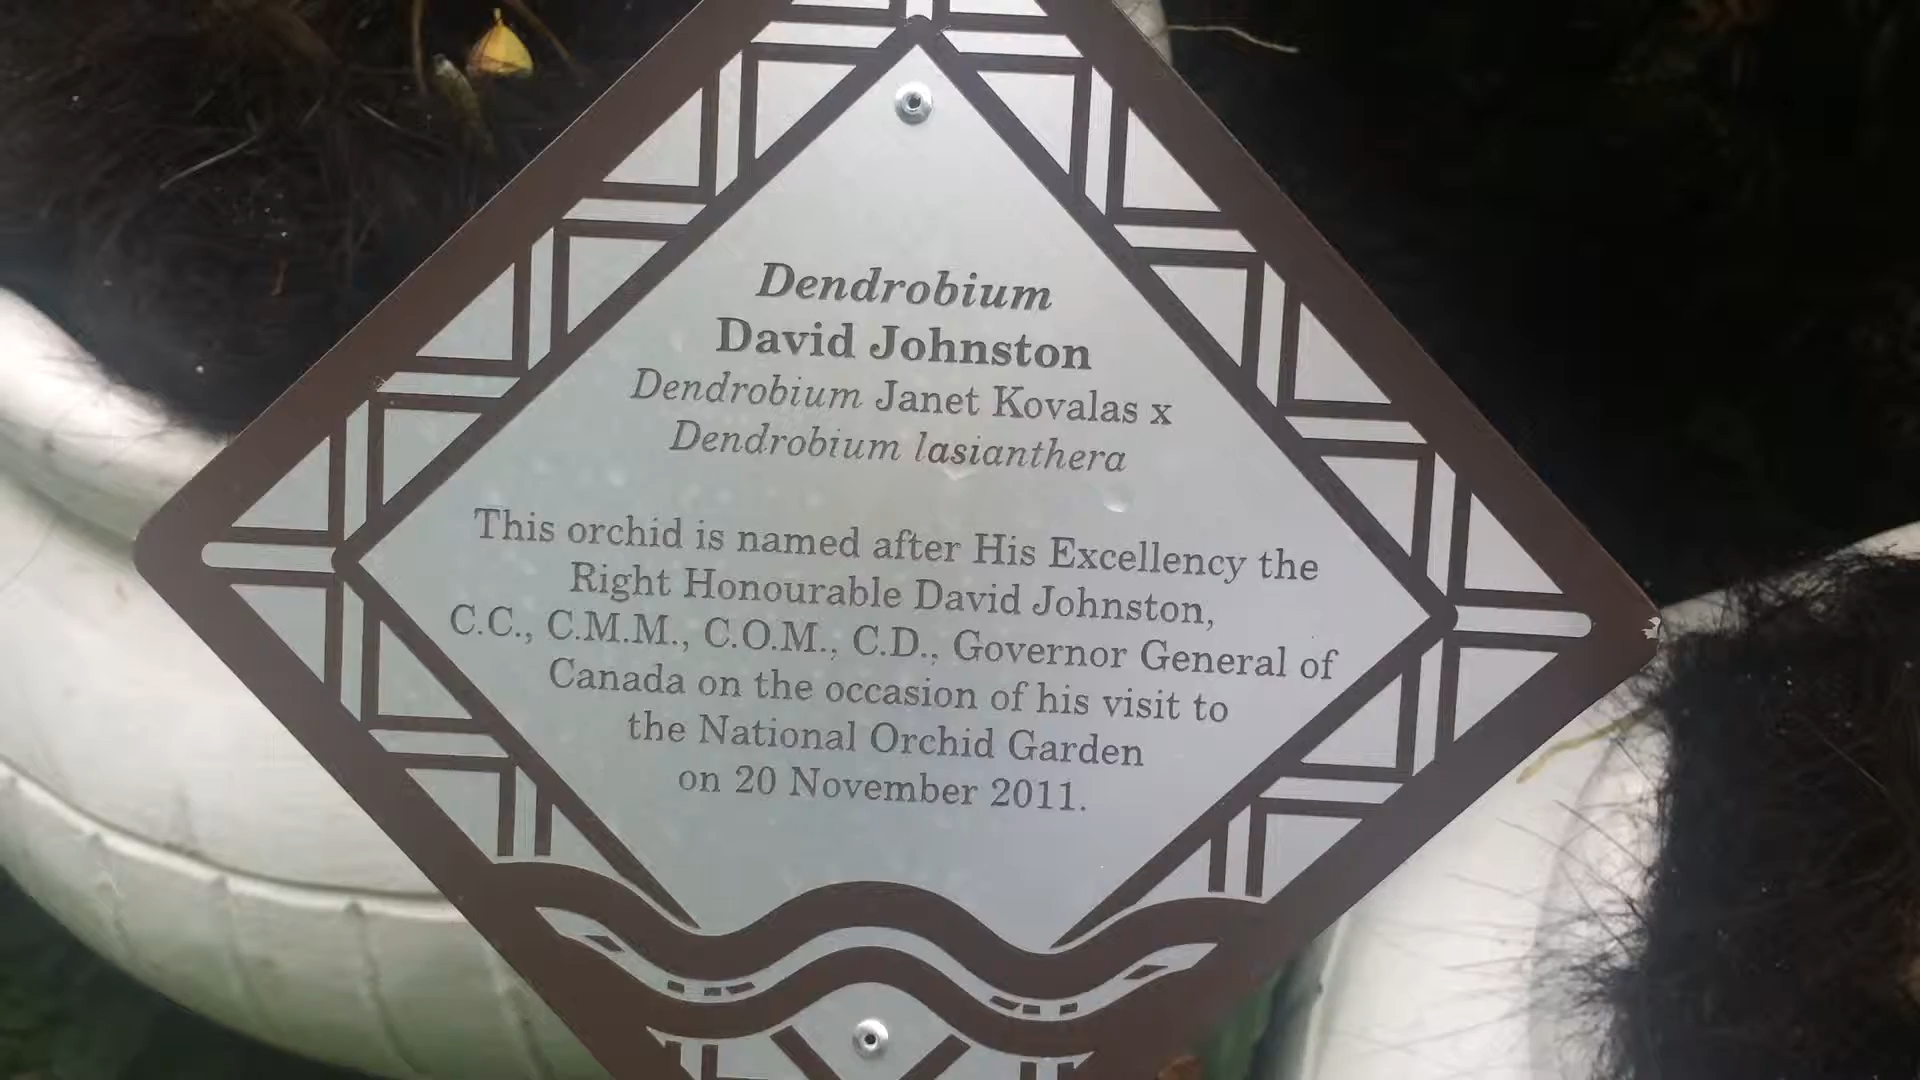 Dendrobium
David Johnston
Dendrobium Janet Kovalas x
Dendrobium lasianthera
This orchid is named after His Excellency the
Right Honourable David Johnston,
C.C., C.M.M., C.O.M., C.D., Governor General of
Canada on the occasion of his visit to
the National Orchid Garden
on 20 November 2011.